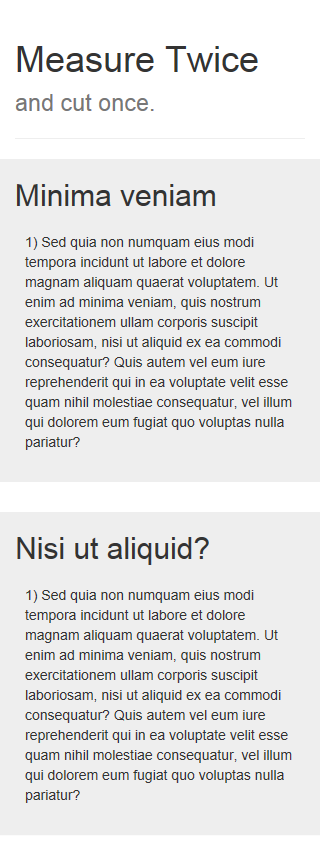 Measure Twice
and cut once.
Minima veniam
1) Sed quia non numquam eius modi
tempora incidunt ut labore et dolore
magnam aliquam quaerat voluptatem. Ut
enim ad minima veniam, quis nostrum
exercitationem ullam corporis suscipit
laboriosam, nisi ut aliquid ex ea commodi
consequatur? Quis autem vel eum iure
reprehenderit qui in ea voluptate velit esse
quam nihil molestiae consequatur, vel illum
qui dolorem eum fugiat quo voluptas nulla
pariatur?
Nisi ut aliquid?
1) Sed quia non numquam eius modi
tempora incidunt ut labore et dolore
magnam aliquam quaerat voluptatem. Ut
enim ad minima veniam, quis nostrum
exercitationem ullam corporis suscipit
laboriosam, nisi ut aliquid ex ea commodi
consequatur? Quis autem vel eum iure
reprehenderit qui in ea voluptate velit esse
quam nihil molestiae consequatur, vel illum
qui dolorem eum fugiat quo voluptas nulla
pariatur?